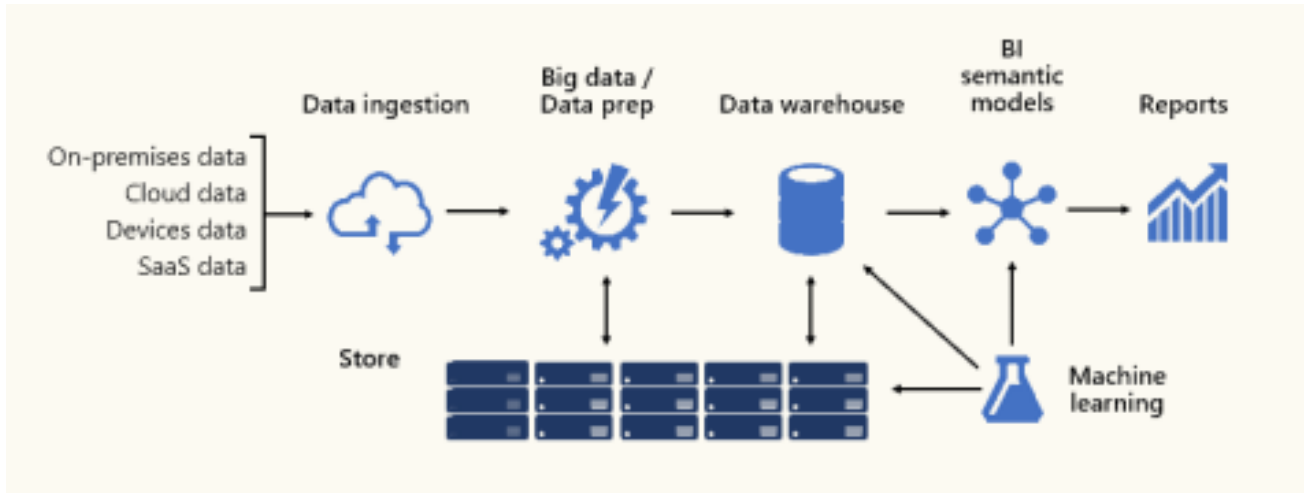 Data ingestion
Big data /
Data prep
Data warehouse
BI
semantic
models
Reports
On-premises data
Cloud data
Devices data
SaaS data
Store
Machine
learning